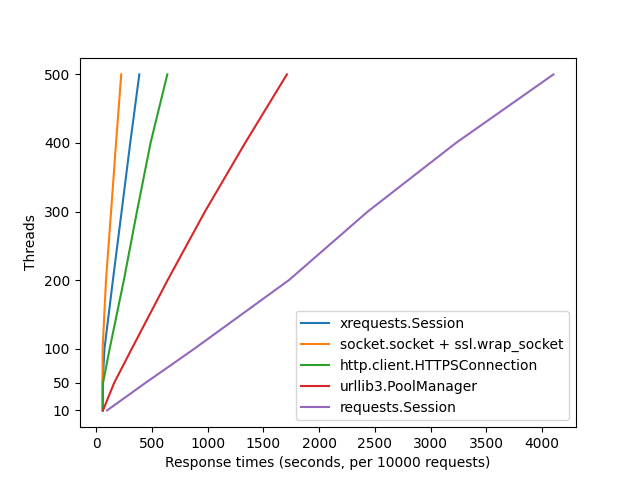 500
400
300
200
100
50
10
Threads
0
500
1000
1500
2000
2500
3000
3500
4000
Response times (seconds, per 10000 requests)
xrequests.Session
socket.socket + ssl.wrap_socket
http.client.HTTPSConnection
urllib3.PoolManager
requests.Session